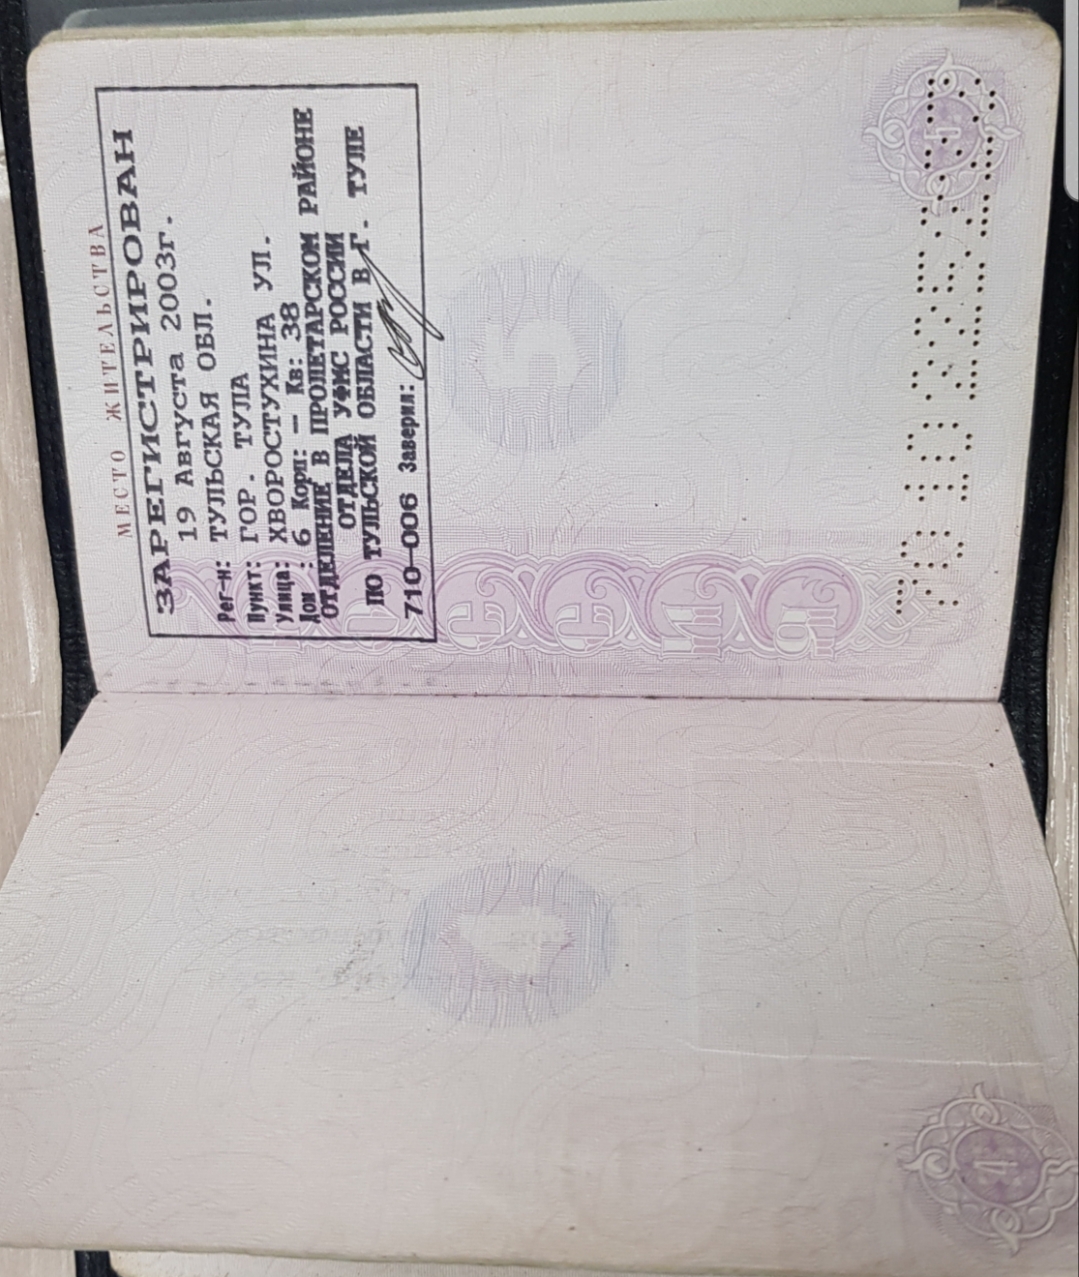 МЕСТО ЖИТЕЛЬСТВА
ЗАРЕГИСТРИРОВАН
19 Августа 2003г.
Рег-н: ТУЛЬСКАЯ ОБЛ.
Пункт: ГОР. ТУЛА
Улица: ХВОРОСТУХИНА УЛ.
Дом : 6 Корп: — Кв: 38
ОТДЕЛЕНИЕ В ПРОЛЕТАРСКОМ РАЙОНЕ
ОТДЕЛА УФМС РОССИИ
ПО ТУЛЬСКОЙ ОБЛАСТИ В Г. ТУЛЕ
710-006 Заверил:
5
5
4
4